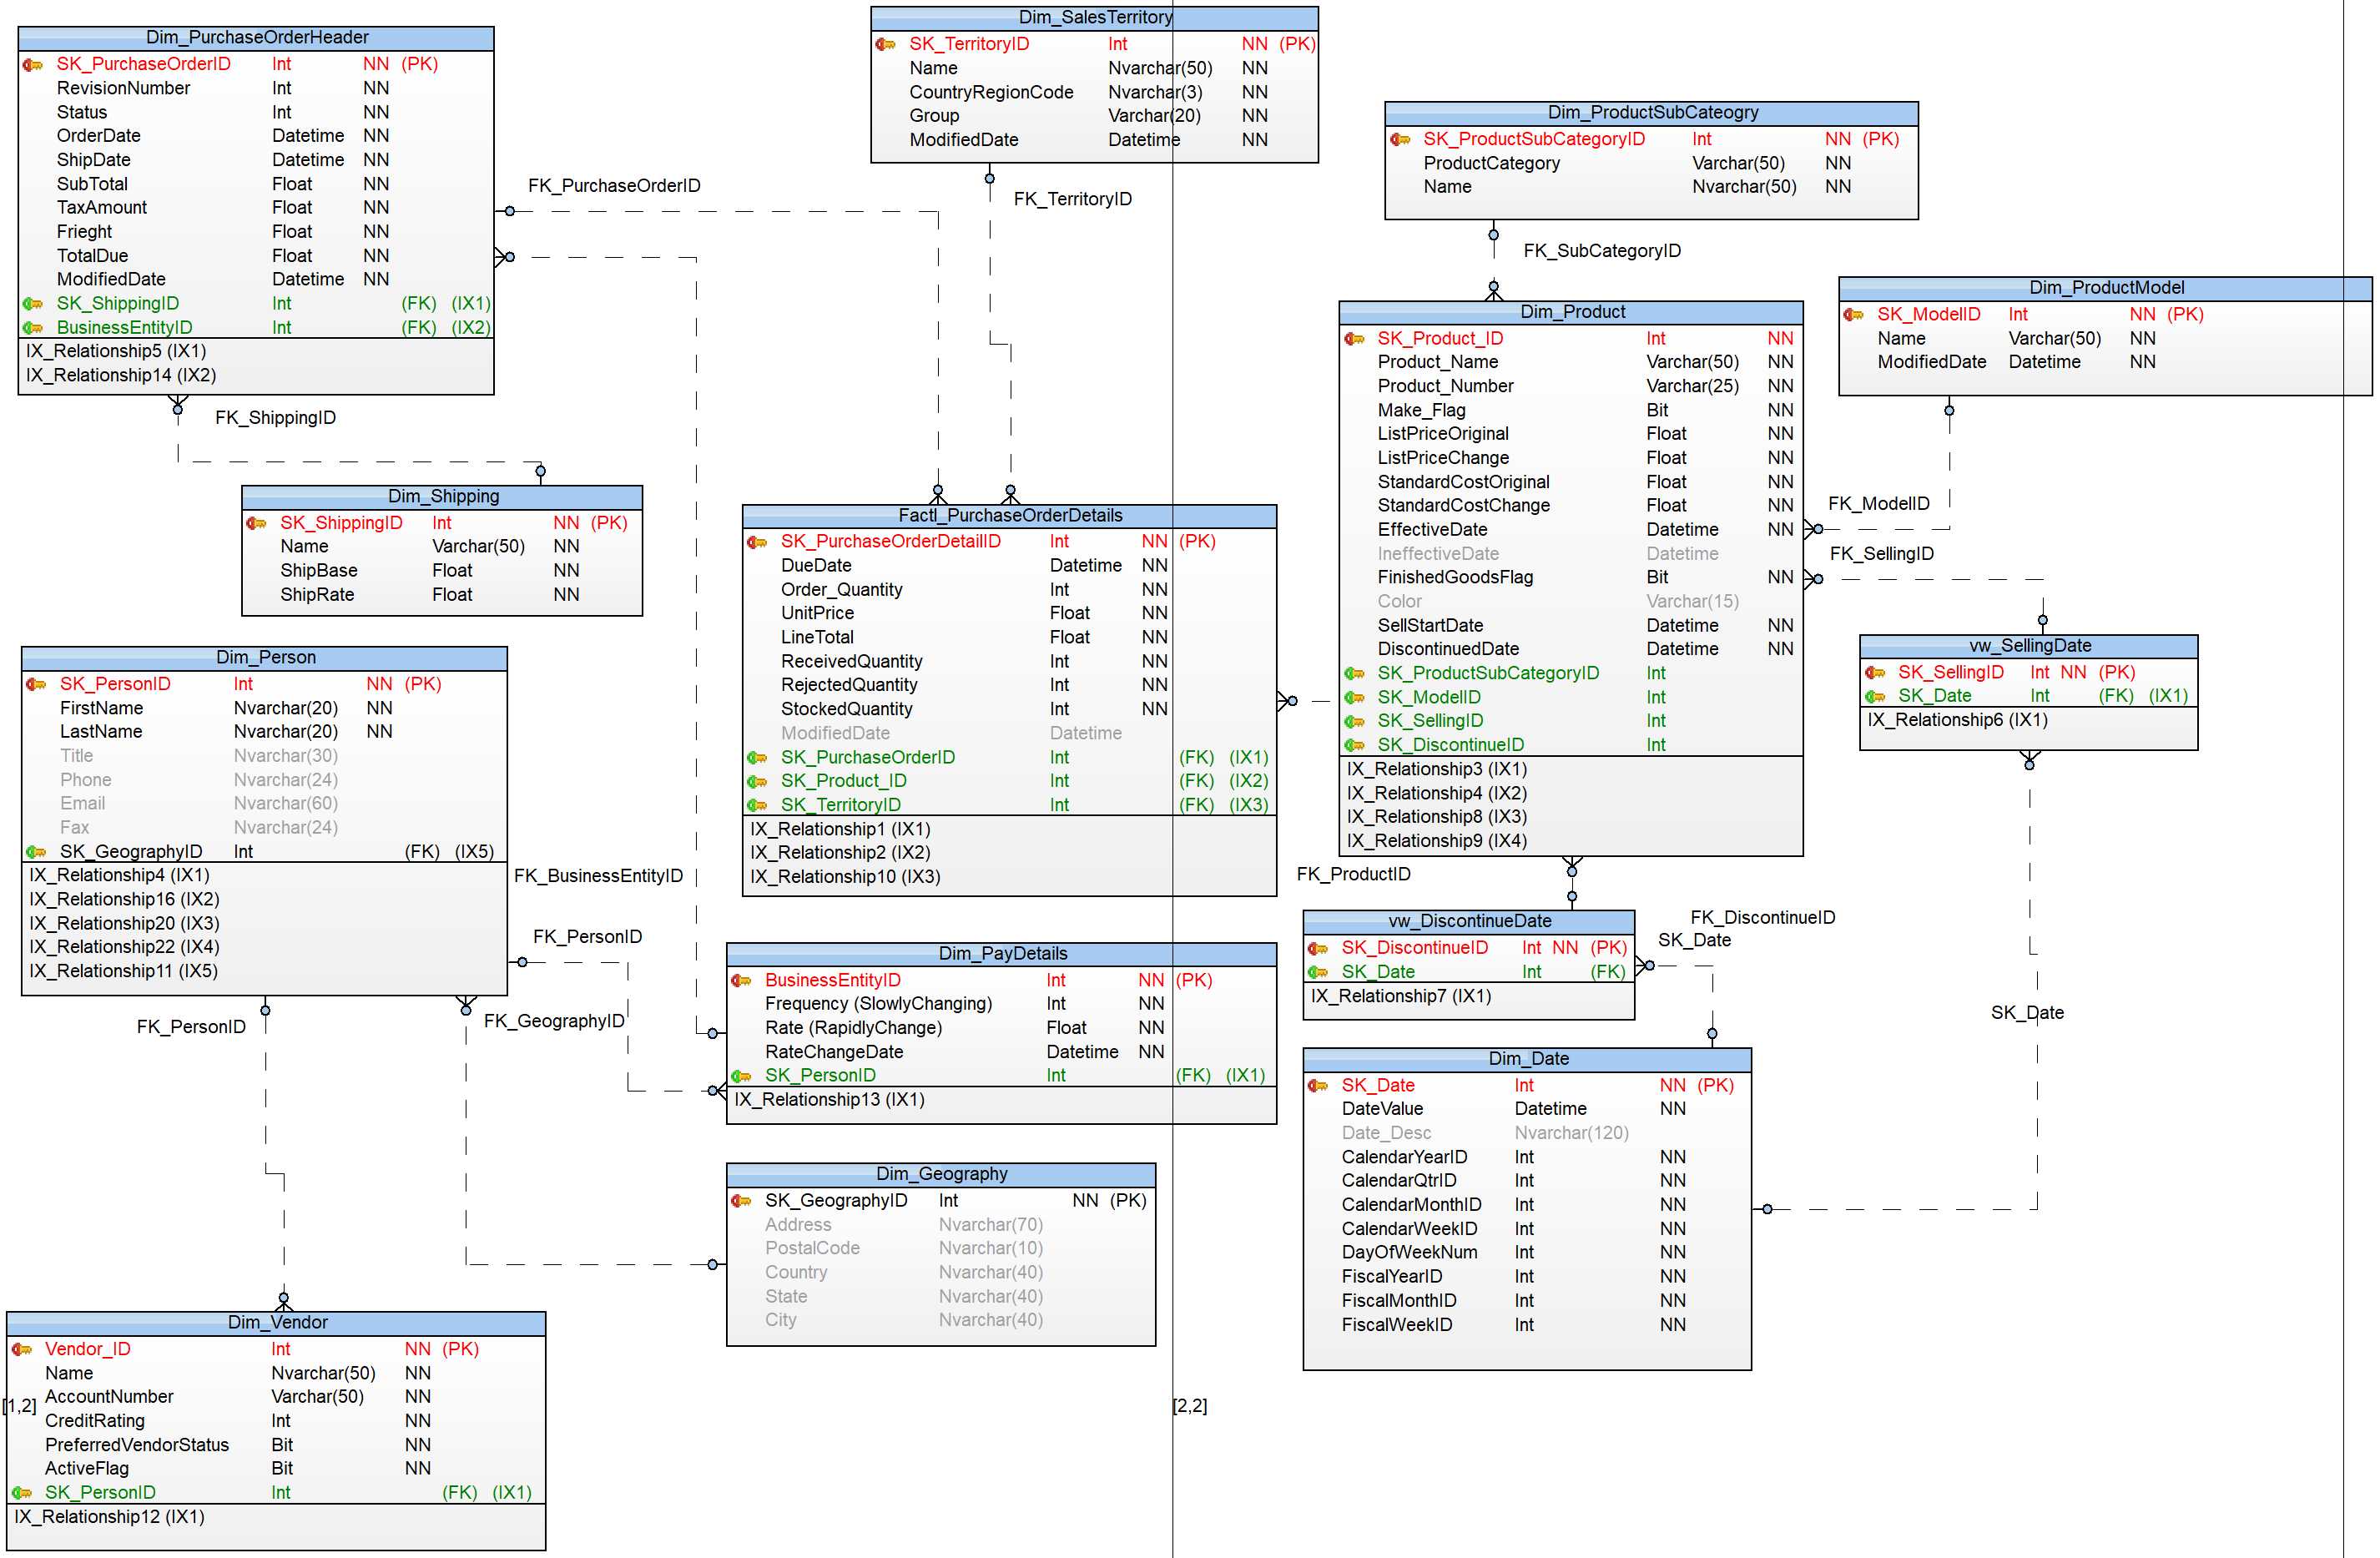 Dim_PurchaseOrderHeader
SK_PurchaseOrderID Int NN (PK)
RevisionNumber Int NN
Status Int NN
OrderDate Datetime NN
ShipDate Datetime NN
SubTotal Float NN
TaxAmount Float NN
Frieght Float NN
TotalDue Float NN
ModifiedDate Datetime NN
SK_ShippingID Int (FK) (IX1)
BusinessEntityID Int (FK) (IX2)
IX_Relationship5 (IX1)
IX_Relationship14 (IX2)
FK_PurchaseOrderID
FK_ShippingID
Dim_SalesTerritory
SK_TerritoryID Int NN (PK)
Name Nvarchar(50) NN
CountryRegionCode Nvarchar(3) NN
Group Varchar(20) NN
ModifiedDate Datetime NN
FK_TerritoryID
Dim_ProductSubCateogry
SK_ProductSubCategoryID Int NN (PK)
ProductCategory Varchar(50) NN
Name Nvarchar(50) NN
FK_SubCategoryID
Dim_ProductModel
SK_ModelID Int NN (PK)
Name Varchar(50) NN
ModifiedDate Datetime NN
FK_ModelID
FK_SellingID
Dim_Product
SK_Product_ID Int NN
Product_Name Varchar(50) NN
Product_Number Varchar(25) NN
Make_Flag Bit NN
ListPriceOriginal Float NN
ListPriceChange Float NN
StandardCostOriginal Float NN
StandardCostChange Float NN
EffectiveDate Datetime NN
IneffectiveDate Datetime
FinishedGoodsFlag Bit NN
Color Varchar(15)
SellStartDate Datetime NN
DiscontinuedDate Datetime NN
SK_ProductSubCategoryID Int
SK_ModelID Int
SK_SellingID Int
SK_DiscontinueID Int
IX_Relationship3 (IX1)
IX_Relationship4 (IX2)
IX_Relationship8 (IX3)
IX_Relationship9 (IX4)
Dim_Shipping
SK_ShippingID Int NN (PK)
Name Varchar(50) NN
ShipBase Float NN
ShipRate Float NN
Factl_PurchaseOrderDetails
SK_PurchaseOrderDetailID Int NN (PK)
DueDate Datetime NN
Order_Quantity Int NN
UnitPrice Float NN
LineTotal Float NN
ReceivedQuantity Int NN
RejectedQuantity Int NN
StockedQuantity Int NN
ModifiedDate Datetime
SK_PurchaseOrderID Int (FK) (IX1)
SK_Product_ID Int (FK) (IX2)
SK_TerritoryID Int (FK) (IX3)
IX_Relationship1 (IX1)
IX_Relationship2 (IX2)
IX_Relationship10 (IX3)
vw_SellingDate
SK_SellingID Int NN (PK)
SK_Date Int (FK) (IX1)
IX_Relationship6 (IX1)
Dim_Person
SK_PersonID Int NN (PK)
FirstName Nvarchar(20) NN
LastName Nvarchar(20) NN
Title Nvarchar(30)
Phone Nvarchar(24)
Email Nvarchar(60)
Fax Nvarchar(24)
SK_GeographyID Int (FK) (IX5)
IX_Relationship4 (IX1)
IX_Relationship16 (IX2)
IX_Relationship20 (IX3)
IX_Relationship22 (IX4)
IX_Relationship11 (IX5)
FK_BusinessEntityID
FK_PersonID
FK_PersonID
FK_GeographyID
FK_ProductID
vw_DiscontinueDate
SK_DiscontinueID Int NN (PK)
SK_Date Int (FK)
IX_Relationship7 (IX1)
FK_DiscontinueID
SK_Date
SK_Date
Dim_PayDetails
BusinessEntityID Int NN (PK)
Frequency (SlowlyChanging) Int NN
Rate (RapidlyChange) Float NN
RateChangeDate Datetime NN
SK_PersonID Int (FK) (IX1)
IX_Relationship13 (IX1)
Dim_Date
SK_Date Int NN (PK)
DateValue Datetime NN
Date_Desc Nvarchar(120)
CalendarYearID Int NN
CalendarQtrID Int NN
CalendarMonthID Int NN
CalendarWeekID Int NN
DayOfWeekNum Int NN
FiscalYearID Int NN
FiscalMonthID Int NN
FiscalWeekID Int NN
Dim_Geography
SK_GeographyID Int NN (PK)
Address Nvarchar(70)
PostalCode Nvarchar(10)
Country Nvarchar(40)
State Nvarchar(40)
City Nvarchar(40)
Dim_Vendor
Vendor_ID Int NN (PK)
Name Nvarchar(50) NN
AccountNumber Varchar(50) NN
CreditRating Int NN
PreferredVendorStatus Bit NN
ActiveFlag Bit NN
SK_PersonID Int (FK) (IX1)
IX_Relationship12 (IX1)
[1,2]
[2,2]